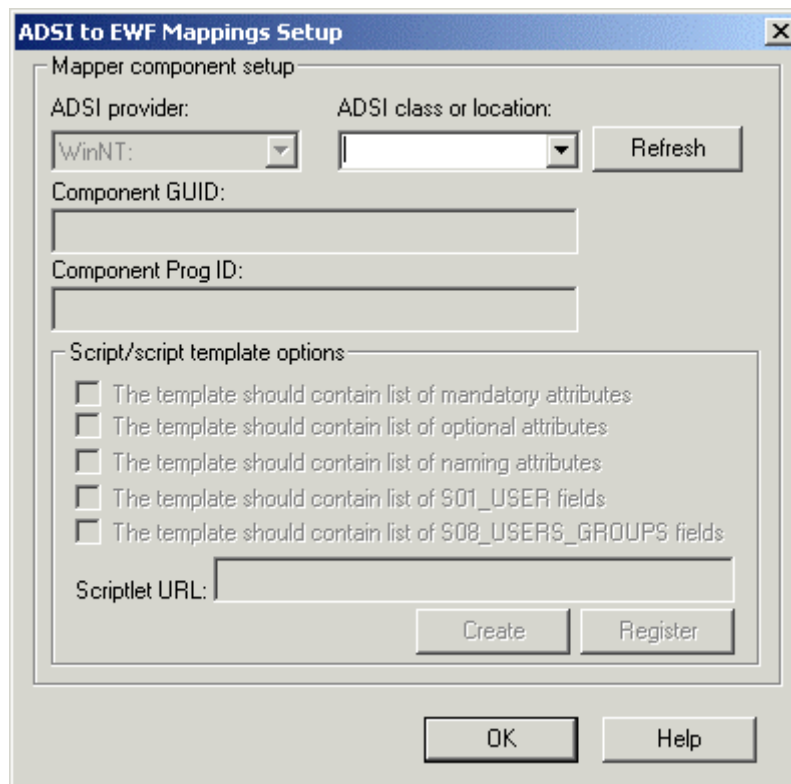 ADSI to EWF Mappings Setup
Mapper component setup
ADSI provider:
ADSI class or location:
WinNT:
Refresh
Component GUID:
Component Prog ID:
Script/script template options
The template should contain list of mandatory attributes
The template should contain list of optional attributes
The template should contain list of naming attributes
The template should contain list of S01_USER fields
The template should contain list of S08_USERS_GROUPS fields
Scriptlet URL:
Create
Register
OK
Help